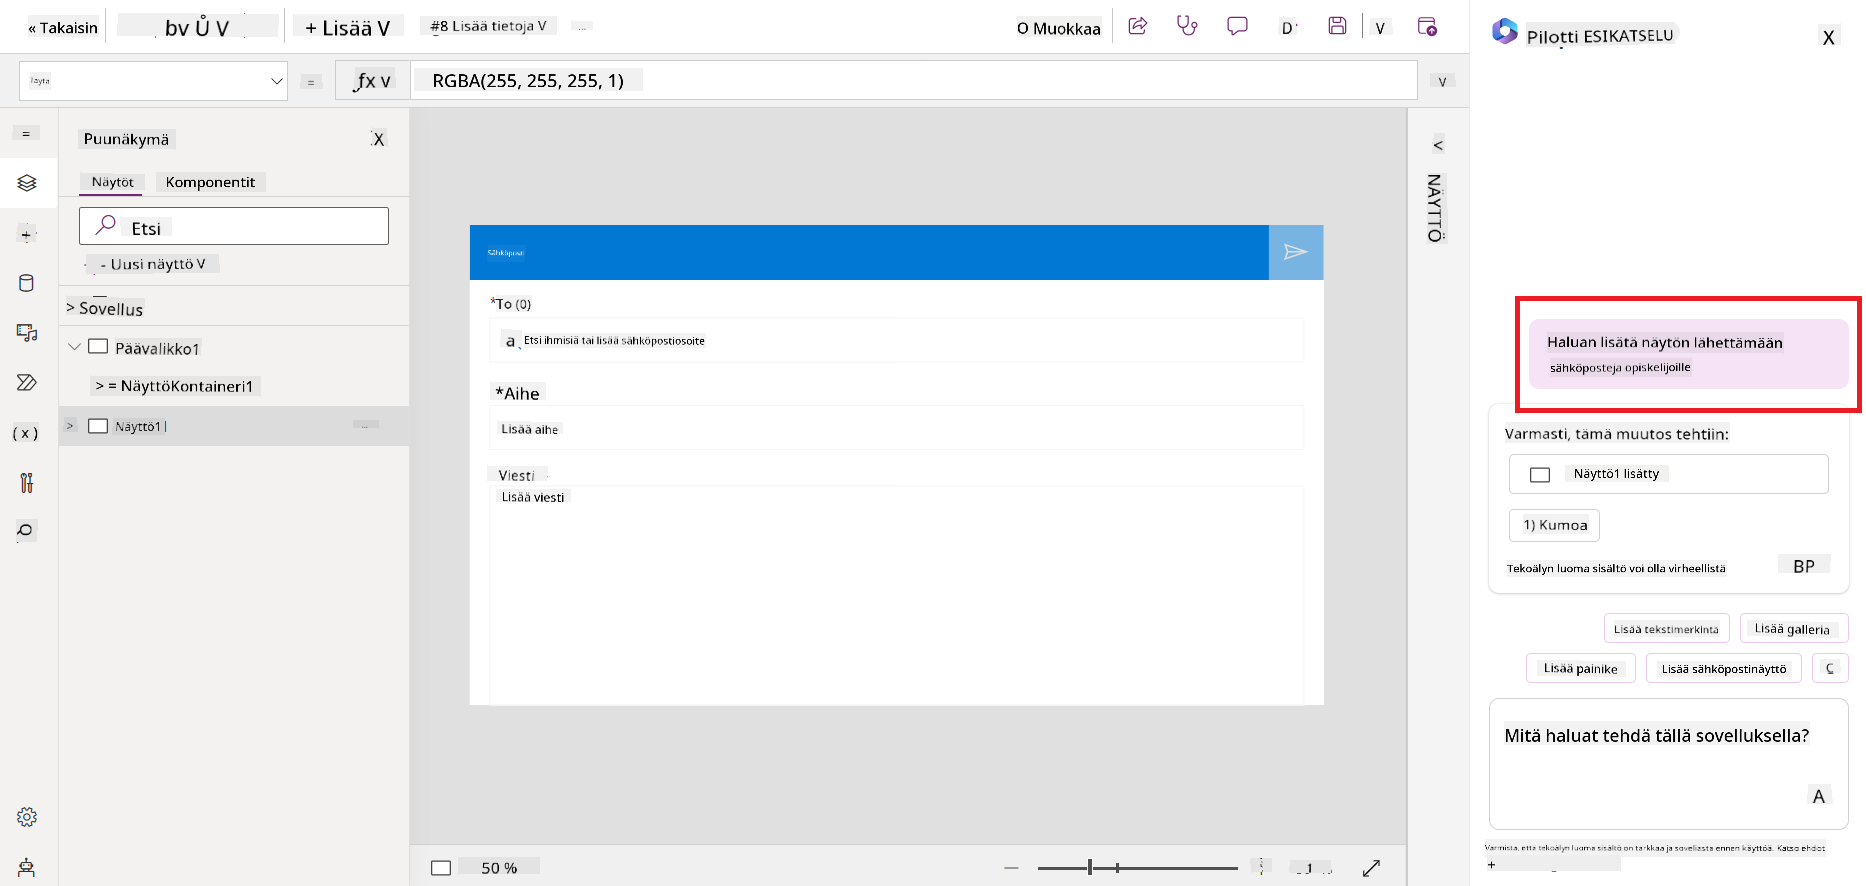 « Takaisin
by Ů V
+ Lisää V
#8 Lisää tietoja V
...
O Muokkaa
D
V
Pilotti ESIKATSELU
X
=
fx v
RGBA(255, 255, 255, 1)
V
=
Puunäkymä
X
Näytöt
Komponentit
Etsi
- Uusi näyttö V
> Sovellus
Päävalikko1
> = NäyttöKontaineri1
> Näyttö1
...
+
(x)
Sähköposti
*To (0)
a Etsi ihmisiä tai lisää sähköpostiosoite
*Aihe
Lisää aihe
Viesti
Lisää viesti
<
NÄYTTÖ
50 %
Haluan lisätä näytön lähettämään
sähköposteja opiskelijoille
Varmasti, tämä muutos tehtiin:
Näyttö1 lisätty
1) Kumoa
Tekoälyn luoma sisältö voi olla virheellistä
BP
Lisää tekstimerkintä
Lisää galleria
Lisää painike
Lisää sähköpostinäyttö
Mitä haluat tehdä tällä sovelluksella?
A
Varmista, että tekoälyn luoma sisältö on tarkkaa ja soveliasta ennen käyttöä. Katso ehdot
+